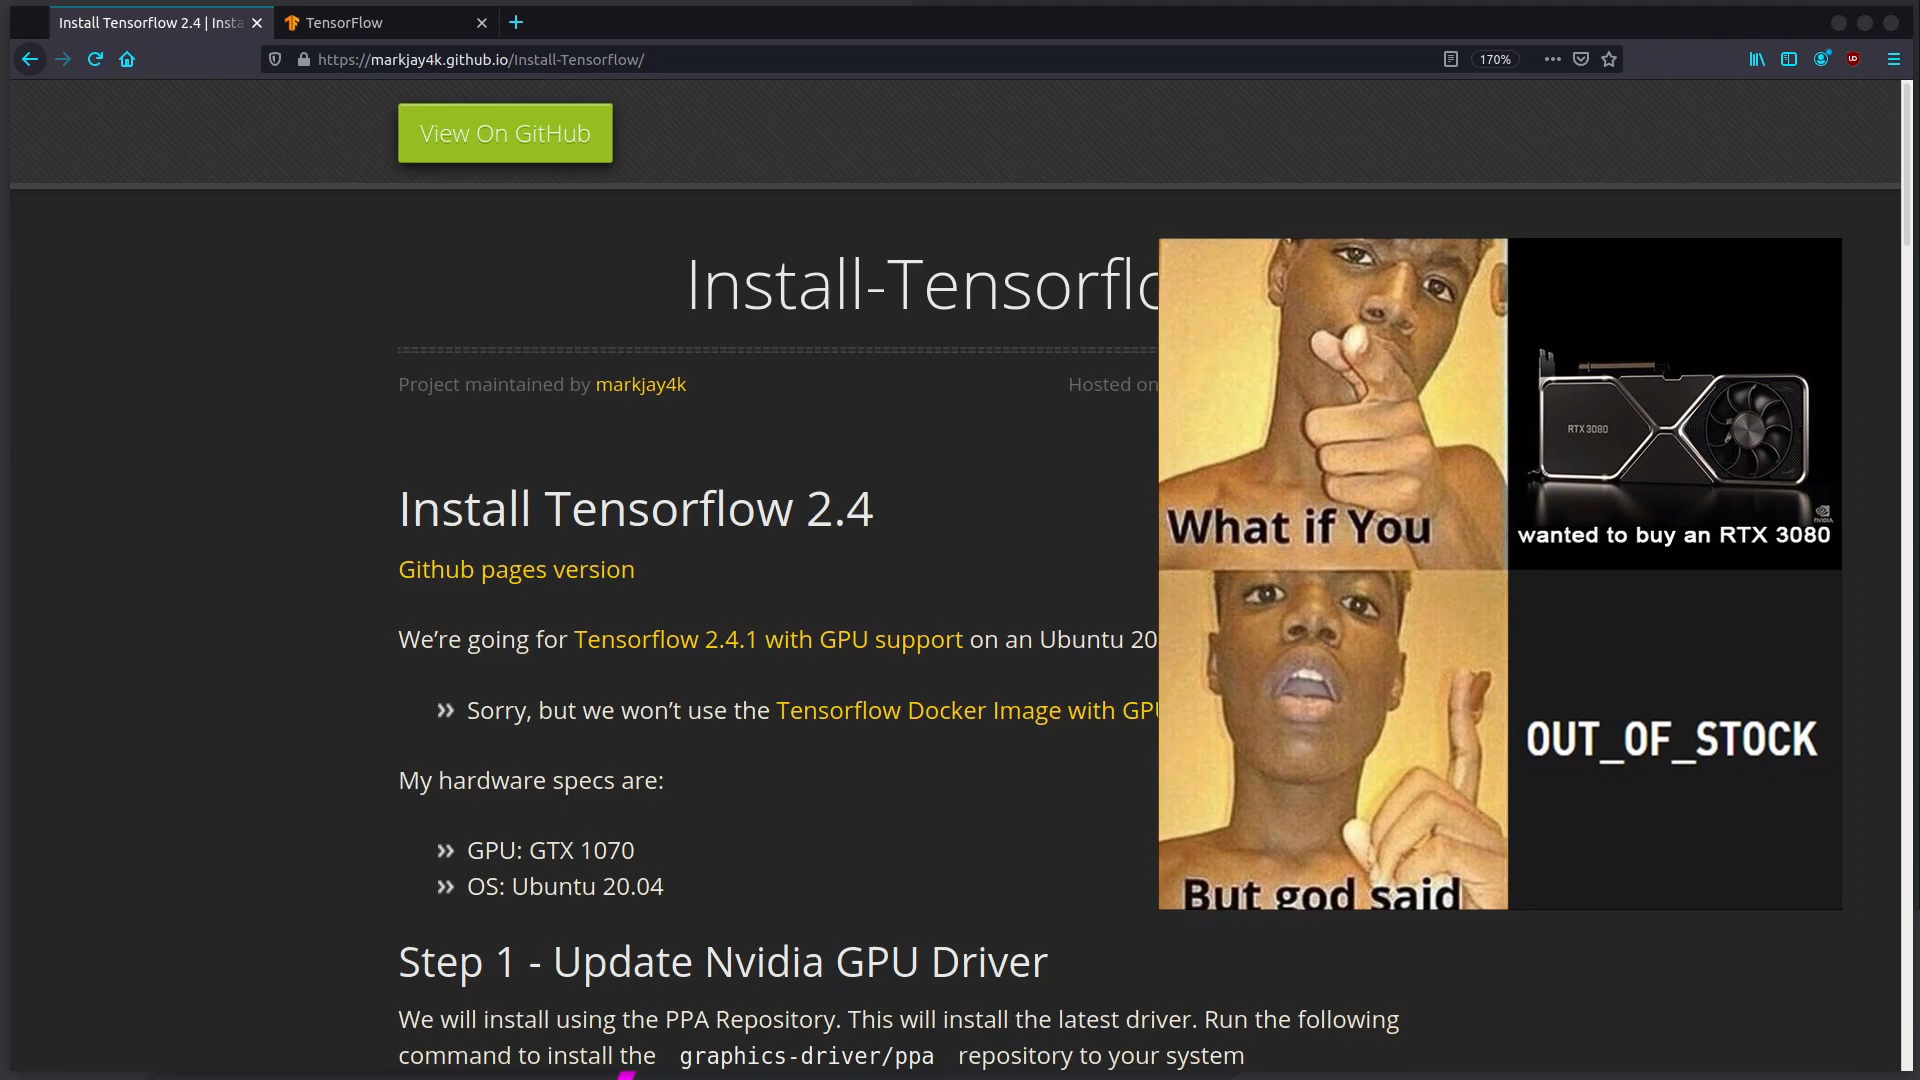 Install Tensorflow 2.4 | Insta
TensorFlow
https://markjay4k.github.io/Install-Tensorflow/
170%
View On GitHub
Install-Tensorflo
Project maintained by markjay4k
Hosted on
Install Tensorflow 2.4
Github pages version
We’re going for Tensorflow 2.4.1 with GPU support on an Ubuntu 20
Sorry, but we won’t use the Tensorflow Docker Image with GPU
My hardware specs are:
GPU: GTX 1070
OS: Ubuntu 20.04
Step 1 - Update Nvidia GPU Driver
We will install using the PPA Repository. This will install the latest driver. Run the following
command to install the graphics-driver/ppa repository to your system
What if You
RTX 3080
NVIDIA
wanted to buy an RTX 3080
But god said
OUT_OF_STOCK